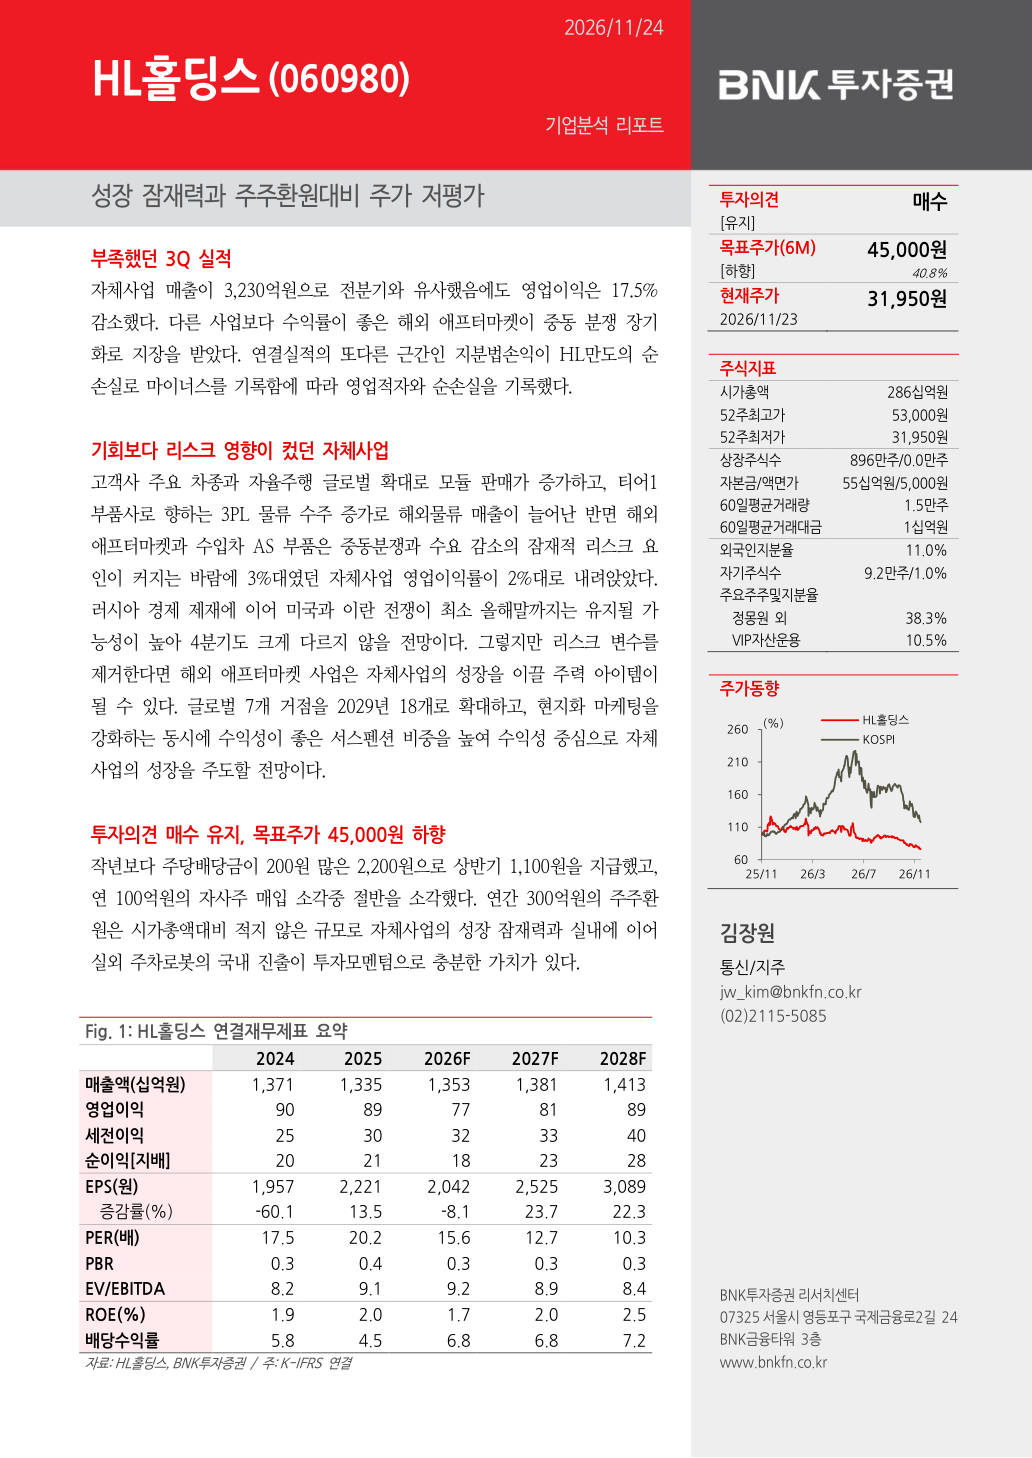 2026/11/24
HL홀딩스 (060980)
기업분석 리포트
BNK 투자증권
성장 잠재력과 주주환원대비 주가 저평가
부족했던 3Q 실적
자체사업 매출이 3,230억원으로 전분기와 유사했음에도 영업이익은 17.5%
감소했다. 다른 사업보다 수익률이 좋은 해외 애프터마켓이 중동 분쟁 장기
화로 지장을 받았다. 연결실적의 또다른 근간인 지분법손익이 HL만도의 순
손실로 마이너스를 기록함에 따라 영업적자와 순손실을 기록했다.
기회보다 리스크 영향이 컸던 자체사업
고객사 주요 차종과 자율주행 글로벌 확대로 모듈 판매가 증가하고, 티어1
부품사로 향하는 3PL 물류 수주 증가로 해외물류 매출이 늘어난 반면 해외
애프터마켓과 수입차 AS 부품은 중동분쟁과 수요 감소의 잠재적 리스크 요
인이 커지는 바람에 3%대였던 자체사업 영업이익률이 2%대로 내려앉았다.
러시아 경제 제재에 이어 미국과 이란 전쟁이 최소 올해말까지는 유지될 가
능성이 높아 4분기도 크게 다르지 않을 전망이다. 그렇지만 리스크 변수를
제거한다면 해외 애프터마켓 사업은 자체사업의 성장을 이끌 주력 아이템이
될 수 있다. 글로벌 7개 거점을 2029년 18개로 확대하고, 현지화 마케팅을
강화하는 동시에 수익성이 좋은 서스펜션 비중을 높여 수익성 중심으로 자체
사업의 성장을 주도할 전망이다.
투자의견 매수 유지, 목표주가 45,000원 하향
작년보다 주당배당금이 200원 많은 2,200원으로 상반기 1,100원을 지급했고,
연 100억원의 자사주 매입 소각중 절반을 소각했다. 연간 300억원의 주주환
원은 시가총액대비 적지 않은 규모로 자체사업의 성장 잠재력과 실내에 이어
실외 주차로봇의 국내 진출이 투자모멘텀으로 충분한 가치가 있다.
Fig. 1: HL홀딩스 연결재무제표 요약
2024 2025 2026F 2027F 2028F
매출액(십억원) 1,371 1,335 1,353 1,381 1,413
영업이익 90 89 77 81 89
세전이익 25 30 32 33 40
순이익[지배] 20 21 18 23 28
EPS(원) 1,957 2,221 2,042 2,525 3,089
증감률(%) -60.1 13.5 -8.1 23.7 22.3
PER(배) 17.5 20.2 15.6 12.7 10.3
PBR 0.3 0.4 0.3 0.3 0.3
EV/EBITDA 8.2 9.1 9.2 8.9 8.4
ROE(%) 1.9 2.0 1.7 2.0 2.5
배당수익률 5.8 4.5 6.8 6.8 7.2
자료: HL홀딩스, BNK투자증권 / 주: K-IFRS 연결
투자의견 매수
[유지]
목표주가(6M) 45,000원
[하향] 40.8%
현재주가 31,950원
2026/11/23
주식지표
시가총액 286십억원
52주최고가 53,000원
52주최저가 31,950원
상장주식수 896만주/0.0만주
자본금/액면가 55십억원/5,000원
60일평균거래량 1.5만주
60일평균거래대금 1십억원
외국인지분율 11.0%
자기주식수 9.2만주/1.0%
주요주주및지분율
정몽원 외 38.3%
VIP자산운용 10.5%
주가동향
(%)
HL홀딩스
KOSPI
260
210
160
110
60
25/11 26/3 26/7 26/11
김장원
통신/지주
jw_kim@bnkfn.co.kr
(02)2115-5085
BNK투자증권 리서치센터
07325 서울시 영등포구 국제금융로2길 24
BNK금융타워 3층
www.bnkfn.co.kr